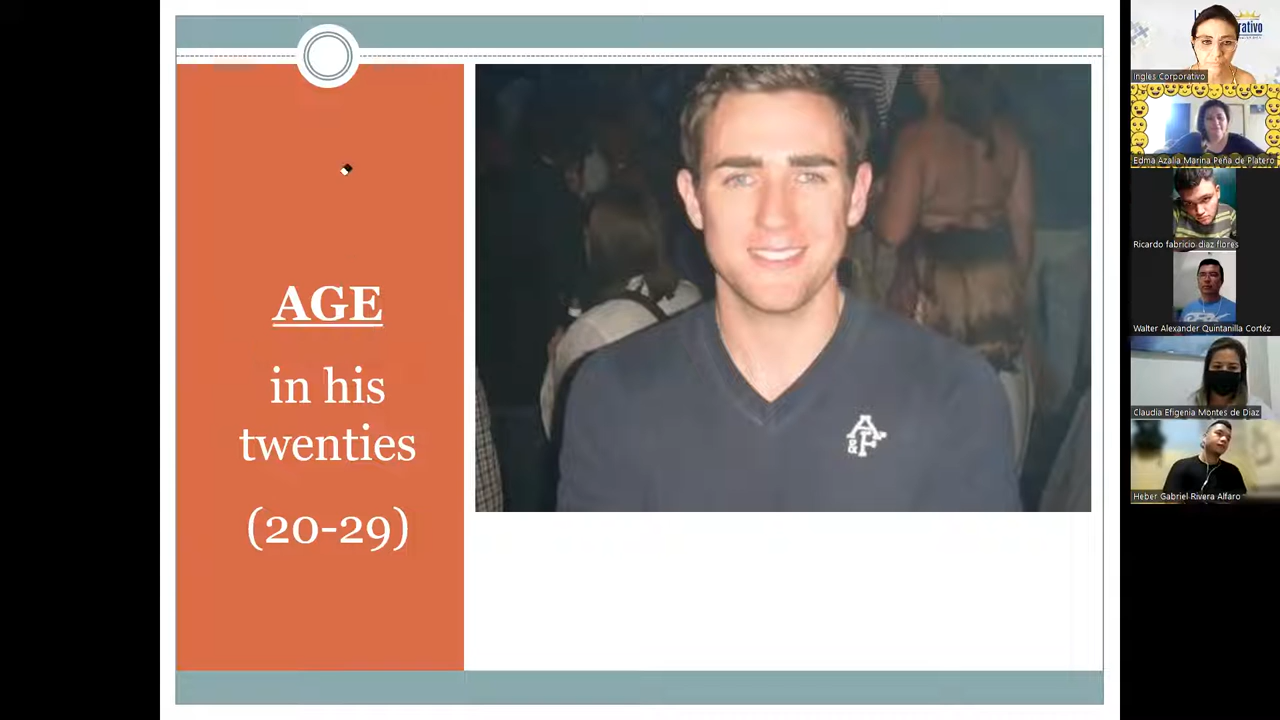 AGE
in his
twenties
(20-29)
Ingles Corporativo
Edma Azalia Marina Peña de Platero
Ricardo fabricio diaz flores
Walter Alexander Quintanilla Cortéz
Claudia Efigenia Montes de Diaz
Heber Gabriel Rivera Alfaro